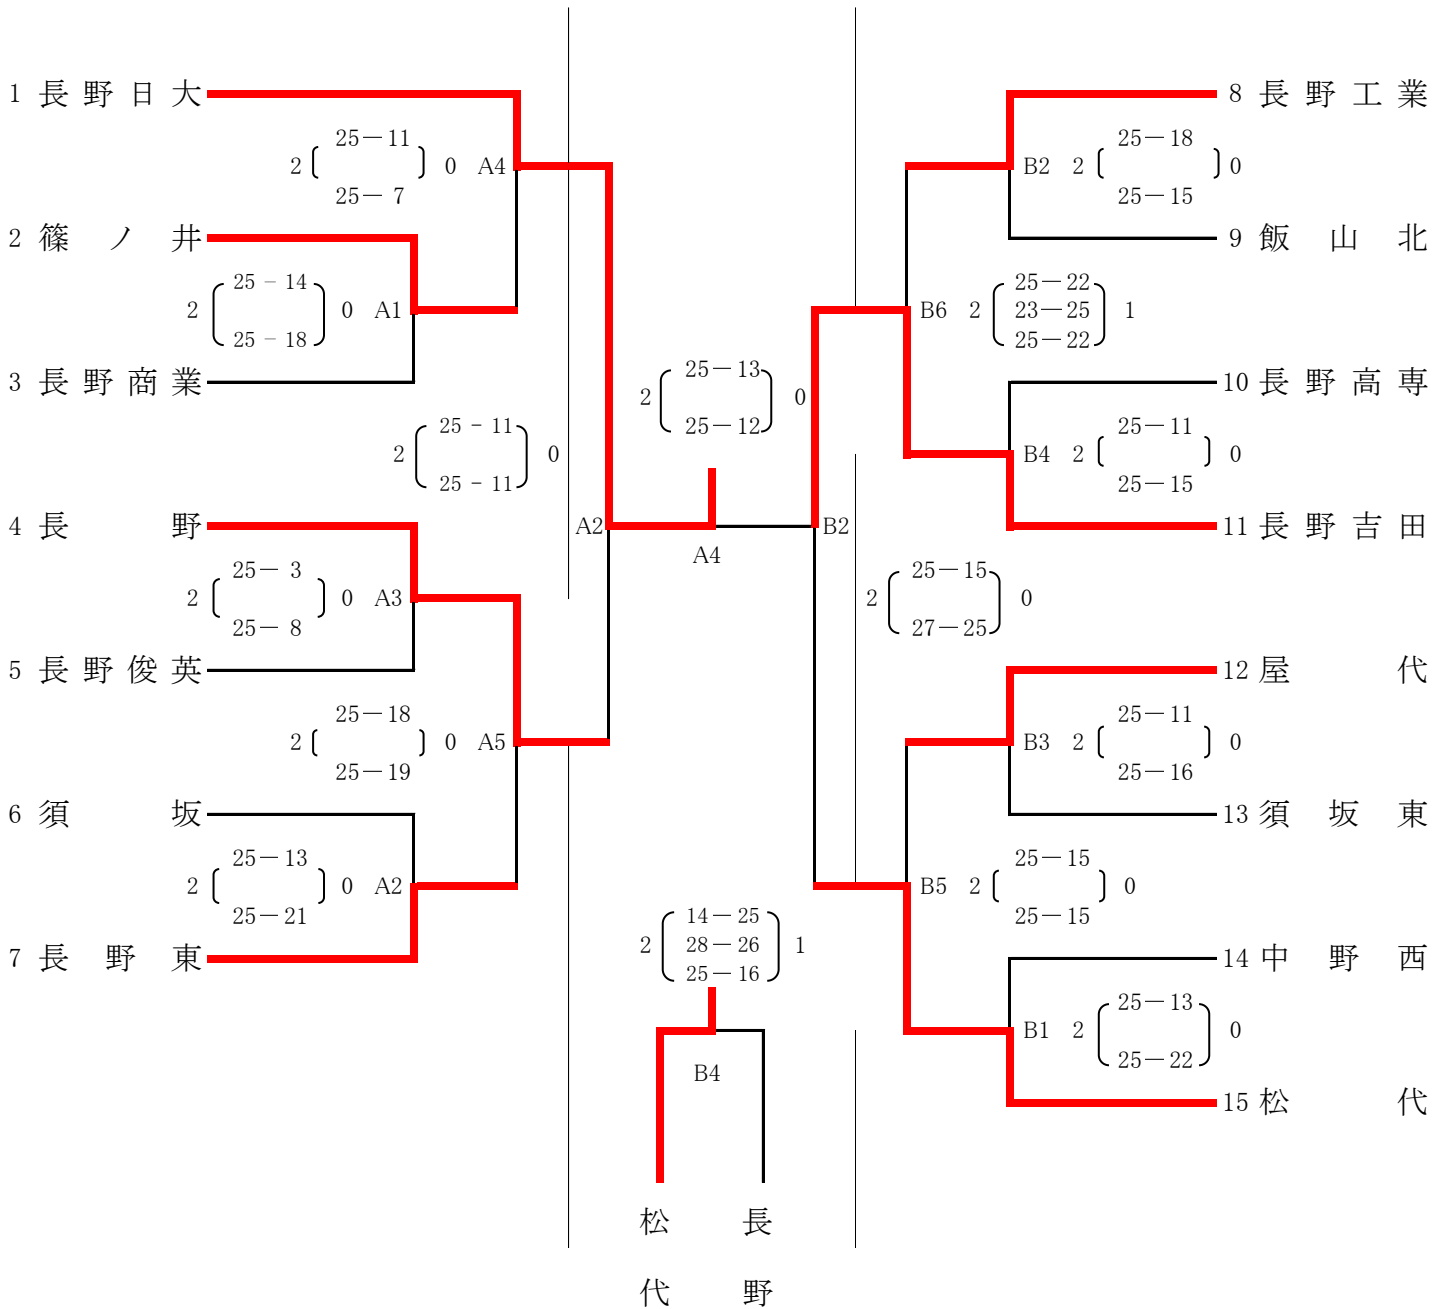 1 長野日大
25－11
2 0 A4
25－ 7
2 篠ノ井
25－14
2 0 A1
25－18
3 長野商業
25－11
2 0
25－11
4 長野
A2
25－ 3
2 0 A3
25－ 8
5 長野俊英
25－18
2 0 A5
25－19
6 須坂
25－13
2 0 A2
25－21
7 長野東
25－13
2 0
25－12
A4
14－25
2 28－26 1
25－16
B4
松代 長野
8 長野工業
25－18
B2 2 0
25－15
9 飯山北
25－22
B6 2 23－25 1
25－22
10 長野高専
25－11
B4 2 0
25－15
11 長野吉田
B2
25－15
2 0
27－25
12 屋代
25－11
B3 2 0
25－16
13 須坂東
25－15
B5 2 0
25－15
14 中野西
25－13
B1 2 0
25－22
15 松代